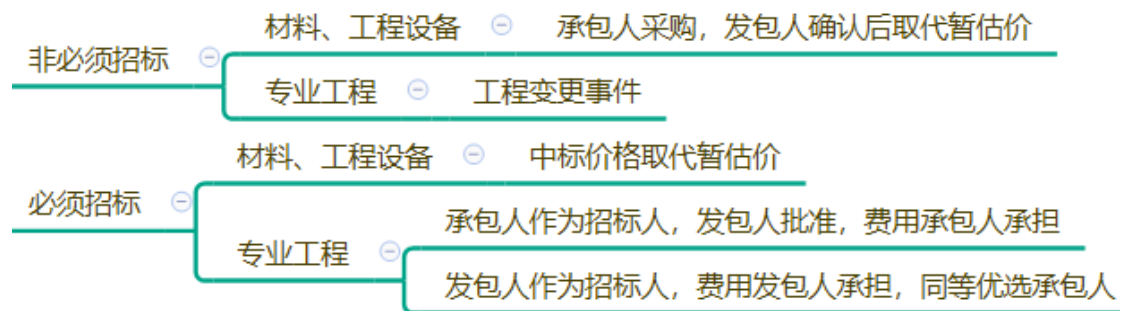 材料、工程设备 承包人采购，发包人确认后取代暂估价
非必须招标
专业工程 工程变更事件
材料、工程设备 中标价格取代暂估价
必须招标
承包人作为招标人，发包人批准，费用承包人承担
专业工程
发包人作为招标人，费用发包人承担，同等优选承包人